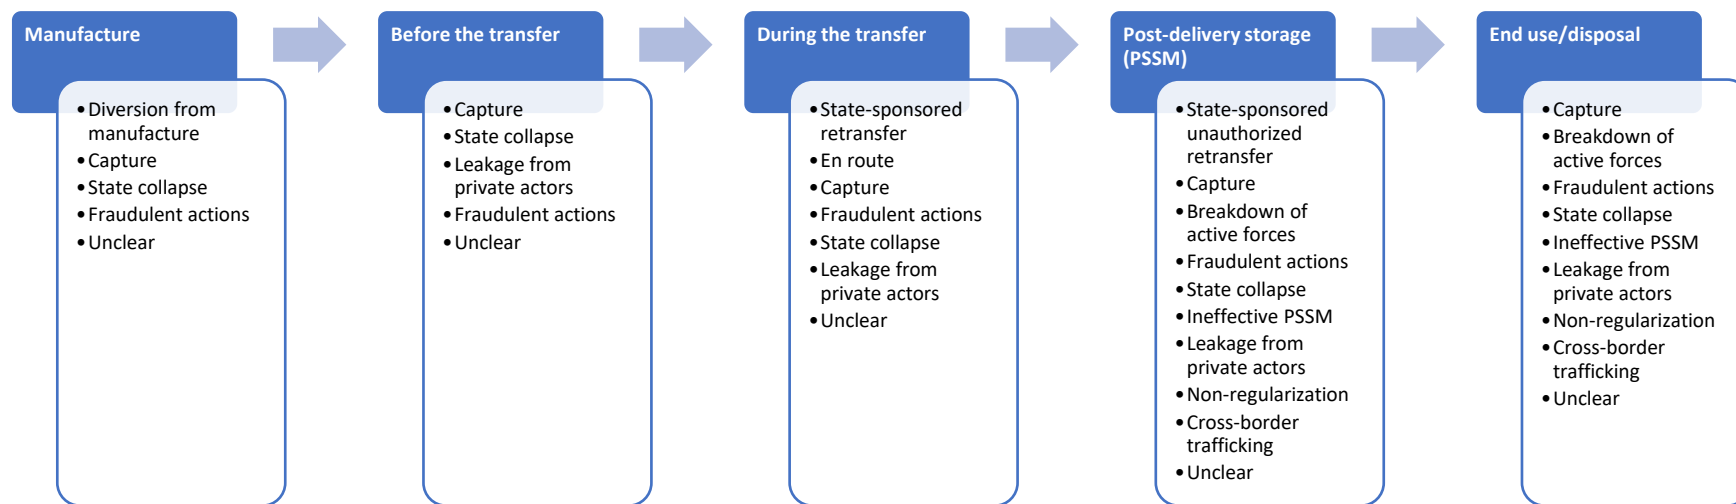 Manufacture
• Diversion from
manufacture
• Capture
• State collapse
• Fraudulent actions
• Unclear
Before the transfer
• Capture
• State collapse
• Leakage from
private actors
• Fraudulent actions
• Unclear
During the transfer
• State-sponsored
retransfer
• En route
• Capture
• Fraudulent actions
• State collapse
• Leakage from
private actors
• Unclear
Post-delivery storage
(PSSM)
• State-sponsored
unauthorized
retransfer
• Capture
• Breakdown of
active forces
• Fraudulent actions
• State collapse
• Ineffective PSSM
• Leakage from
private actors
• Non-regularization
• Cross-border
trafficking
• Unclear
End use/disposal
• Capture
• Breakdown of
active forces
• Fraudulent actions
• State collapse
• Ineffective PSSM
• Leakage from
private actors
• Non-regularization
• Cross-border
trafficking
• Unclear